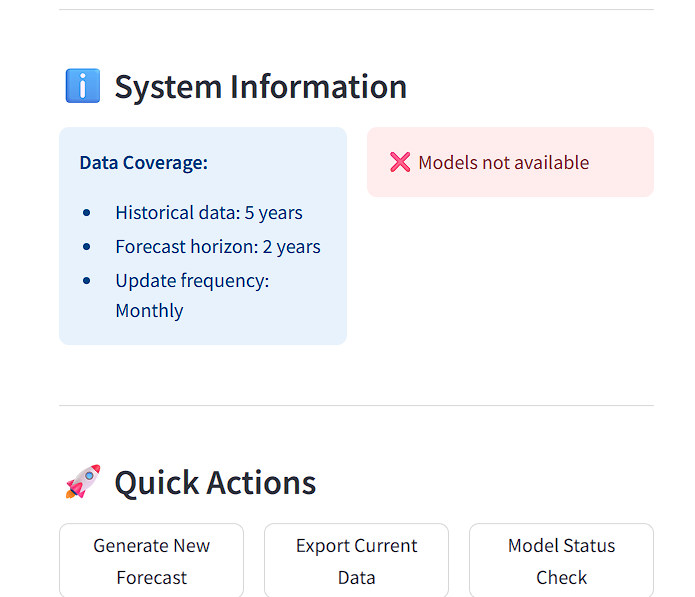 System Information
Data Coverage:
Historical data: 5 years
Forecast horizon: 2 years
Update frequency:
Monthly
Models not available
Quick Actions
Generate New
Forecast
Export Current
Data
Model Status
Check